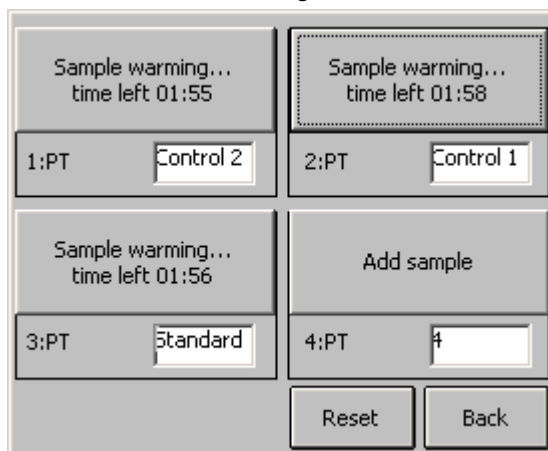 Sample warming...
time left 01:55
Sample warming...
time left 01:58
1:PT Control 2
2:PT Control 1
Sample warming...
time left 01:56
Add sample
3:PT Standard
4:PT 4
Reset
Back